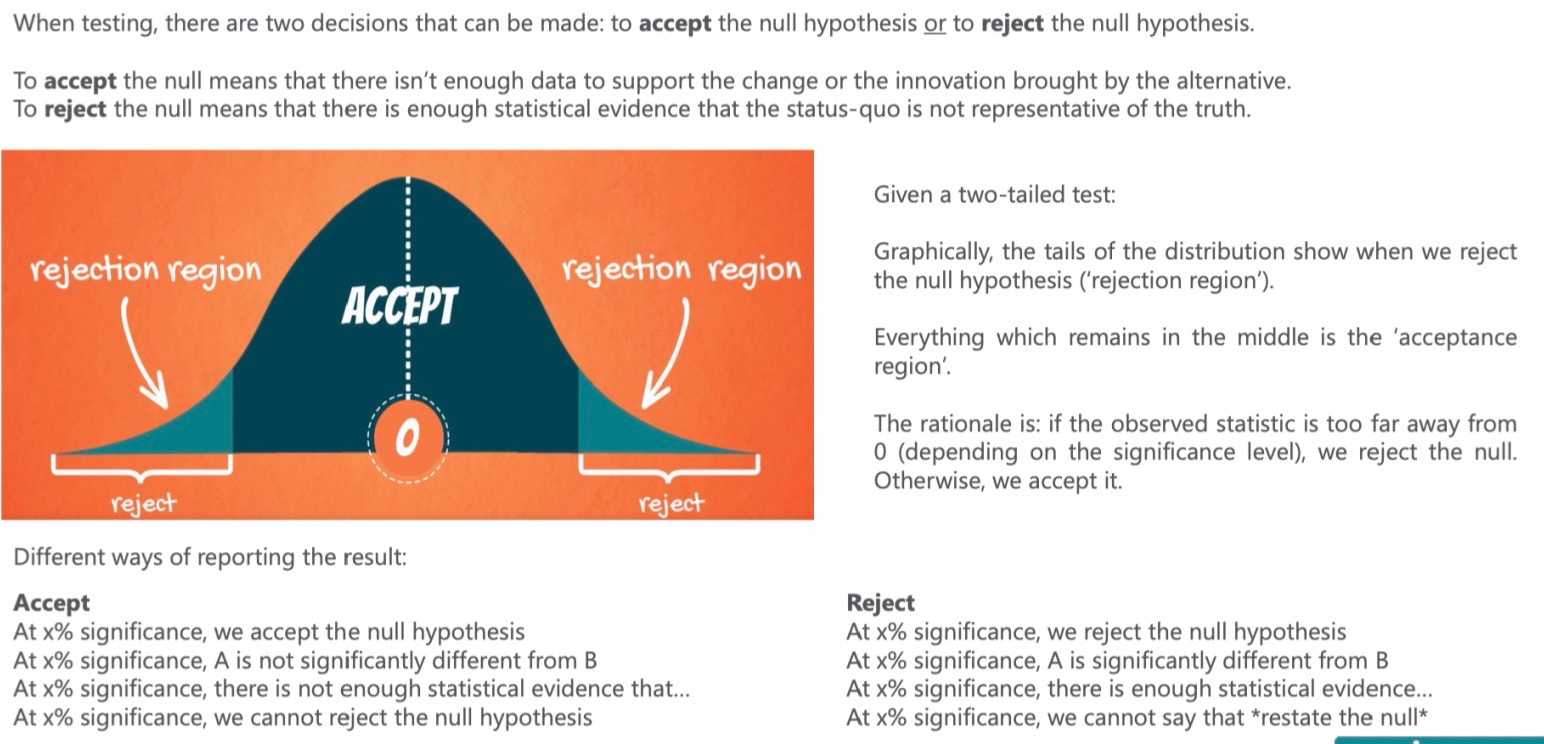 When testing, there are two decisions that can be made: to accept the null hypothesis or to reject the null hypothesis.
To accept the null means that there isn’t enough data to support the change or the innovation brought by the alternative.
To reject the null means that there is enough statistical evidence that the status-quo is not representative of the truth.
rejection region
rejection region
ACCEPT
0
reject
reject
Given a two-tailed test:
Graphically, the tails of the distribution show when we reject
the null hypothesis (‘rejection region’).
Everything which remains in the middle is the ‘acceptance
region’.
The rationale is: if the observed statistic is too far away from
0 (depending on the significance level), we reject the null.
Otherwise, we accept it.
Different ways of reporting the result:
Accept
At x% significance, we accept the null hypothesis
At x% significance, A is not significantly different from B
At x% significance, there is not enough statistical evidence that...
At x% significance, we cannot reject the null hypothesis
Reject
At x% significance, we reject the null hypothesis
At x% significance, A is significantly different from B
At x% significance, there is enough statistical evidence...
At x% significance, we cannot say that *restate the null*